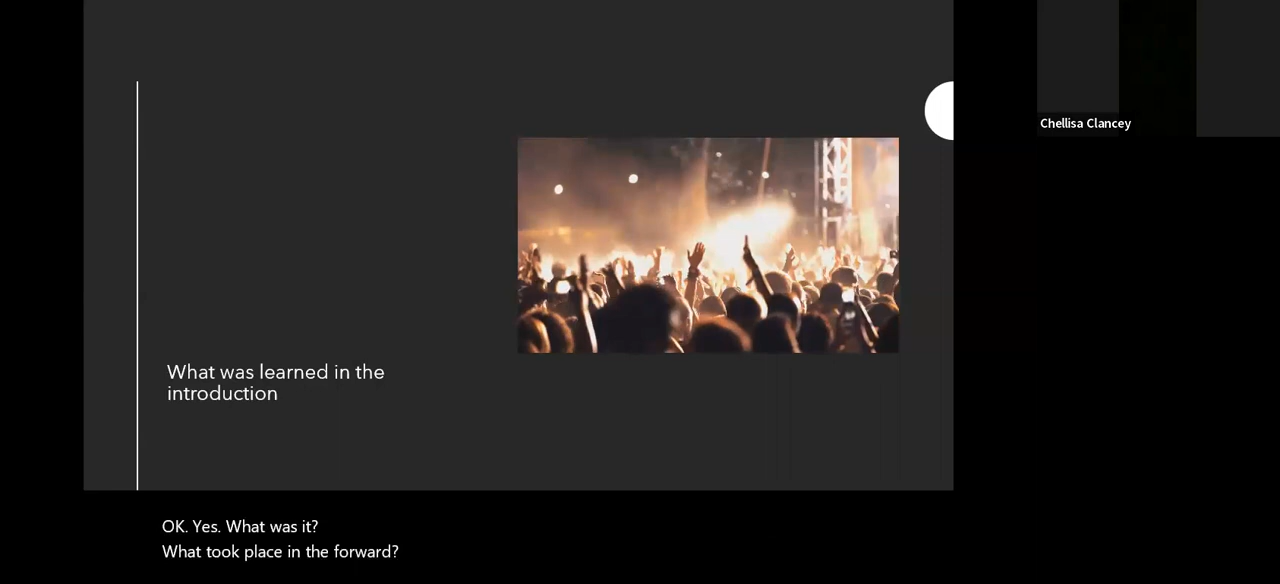 Chellisa Clancey
What was learned in the
introduction
OK. Yes. What was it?
What took place in the forward?